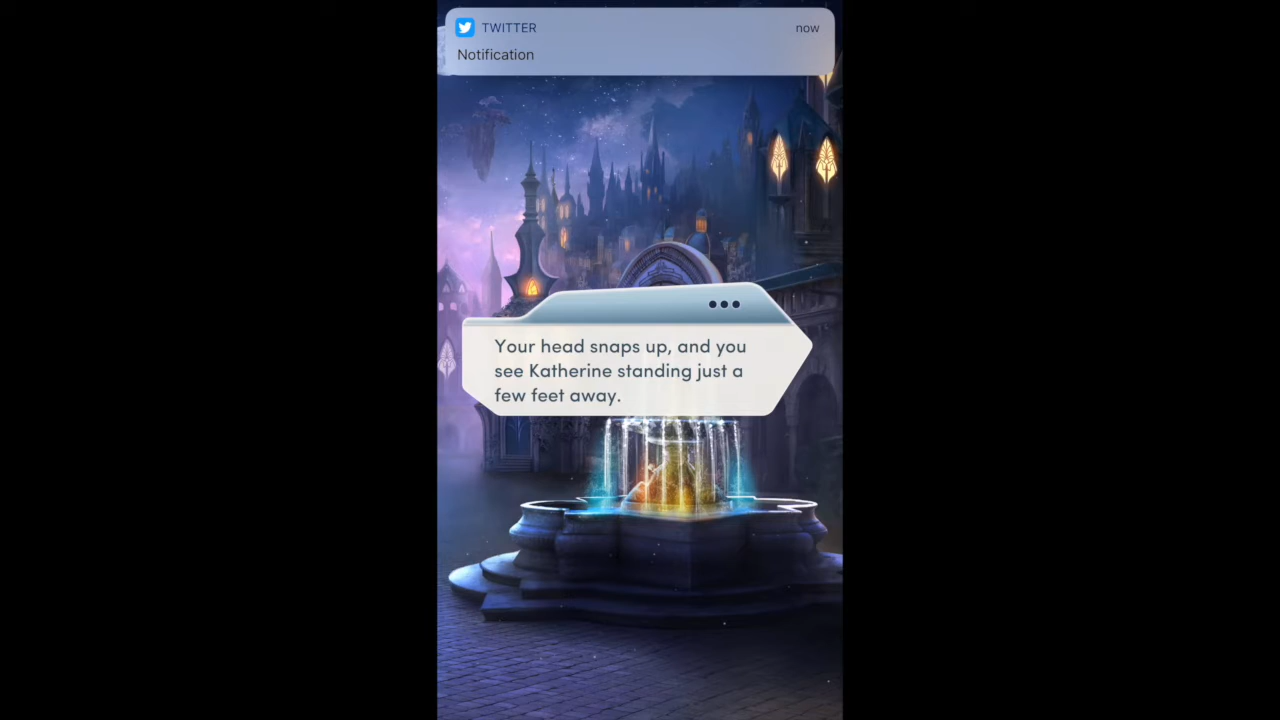 TWITTER now
Notification
Your head snaps up, and you
see Katherine standing just a
few feet away.